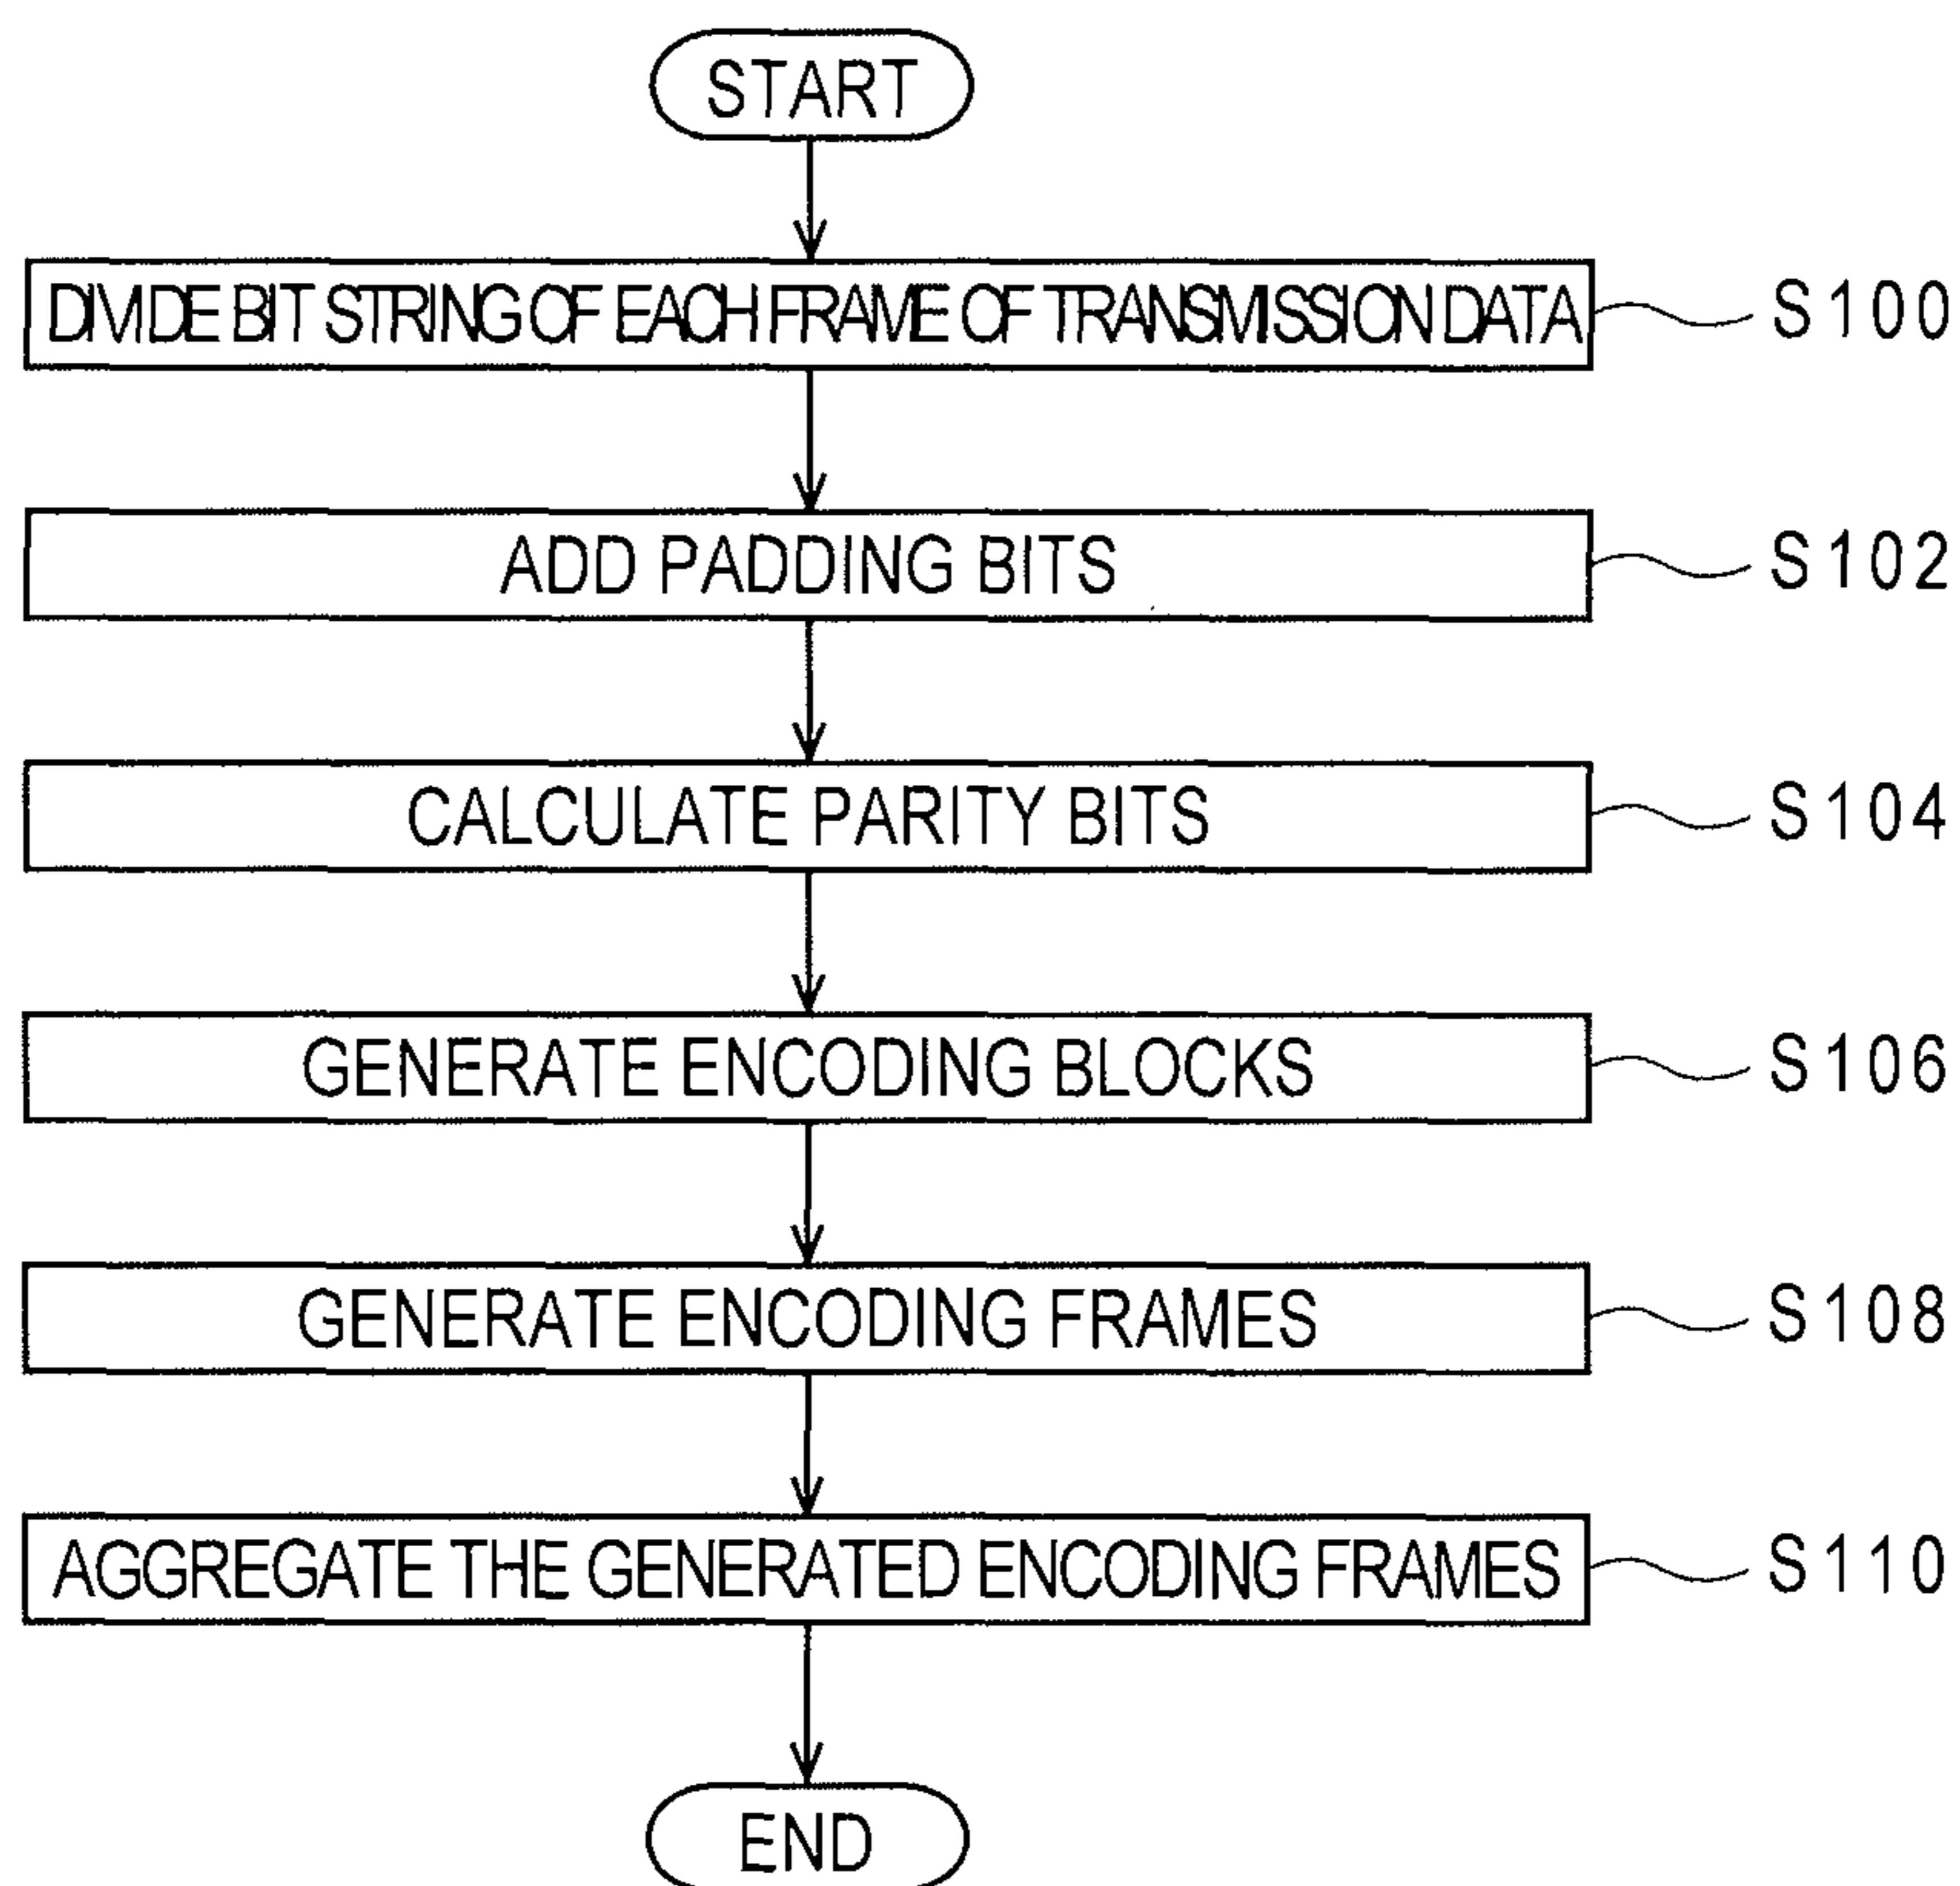 START
DIVIDE BIT STRING OF EACH FRAME OF TRANSMISSION DATA S100
ADD PADDING BITS S102
CALCULATE PARITY BITS S104
GENERATE ENCODING BLOCKS S106
GENERATE ENCODING FRAMES S108
AGGREGATE THE GENERATED ENCODING FRAMES S110
END